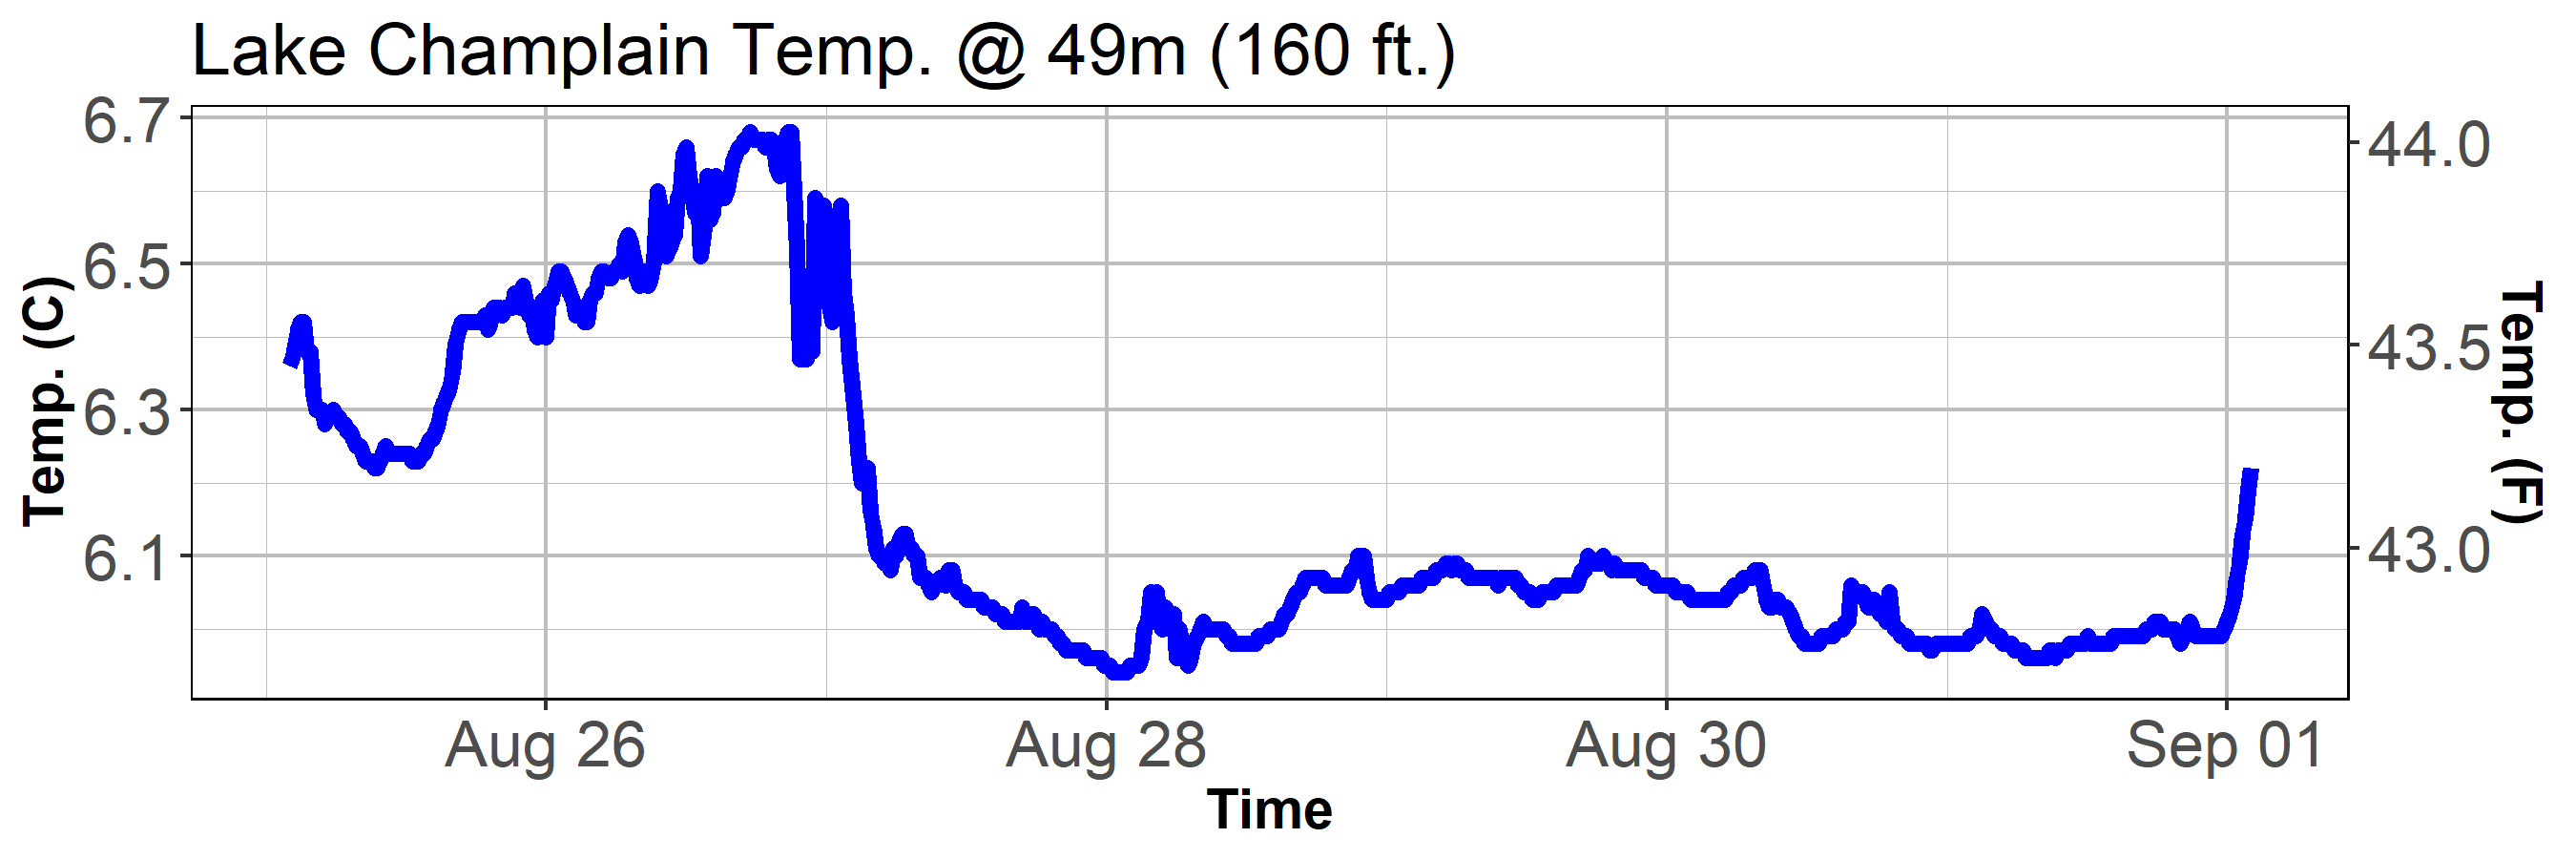 Lake Champlain Temp. @ 49m (160 ft.)
6.7
6.5
6.3
6.1
Temp. (C)
44.0
43.5
43.0
Temp. (F)
Aug 26
Aug 28
Aug 30
Sep 01
Time